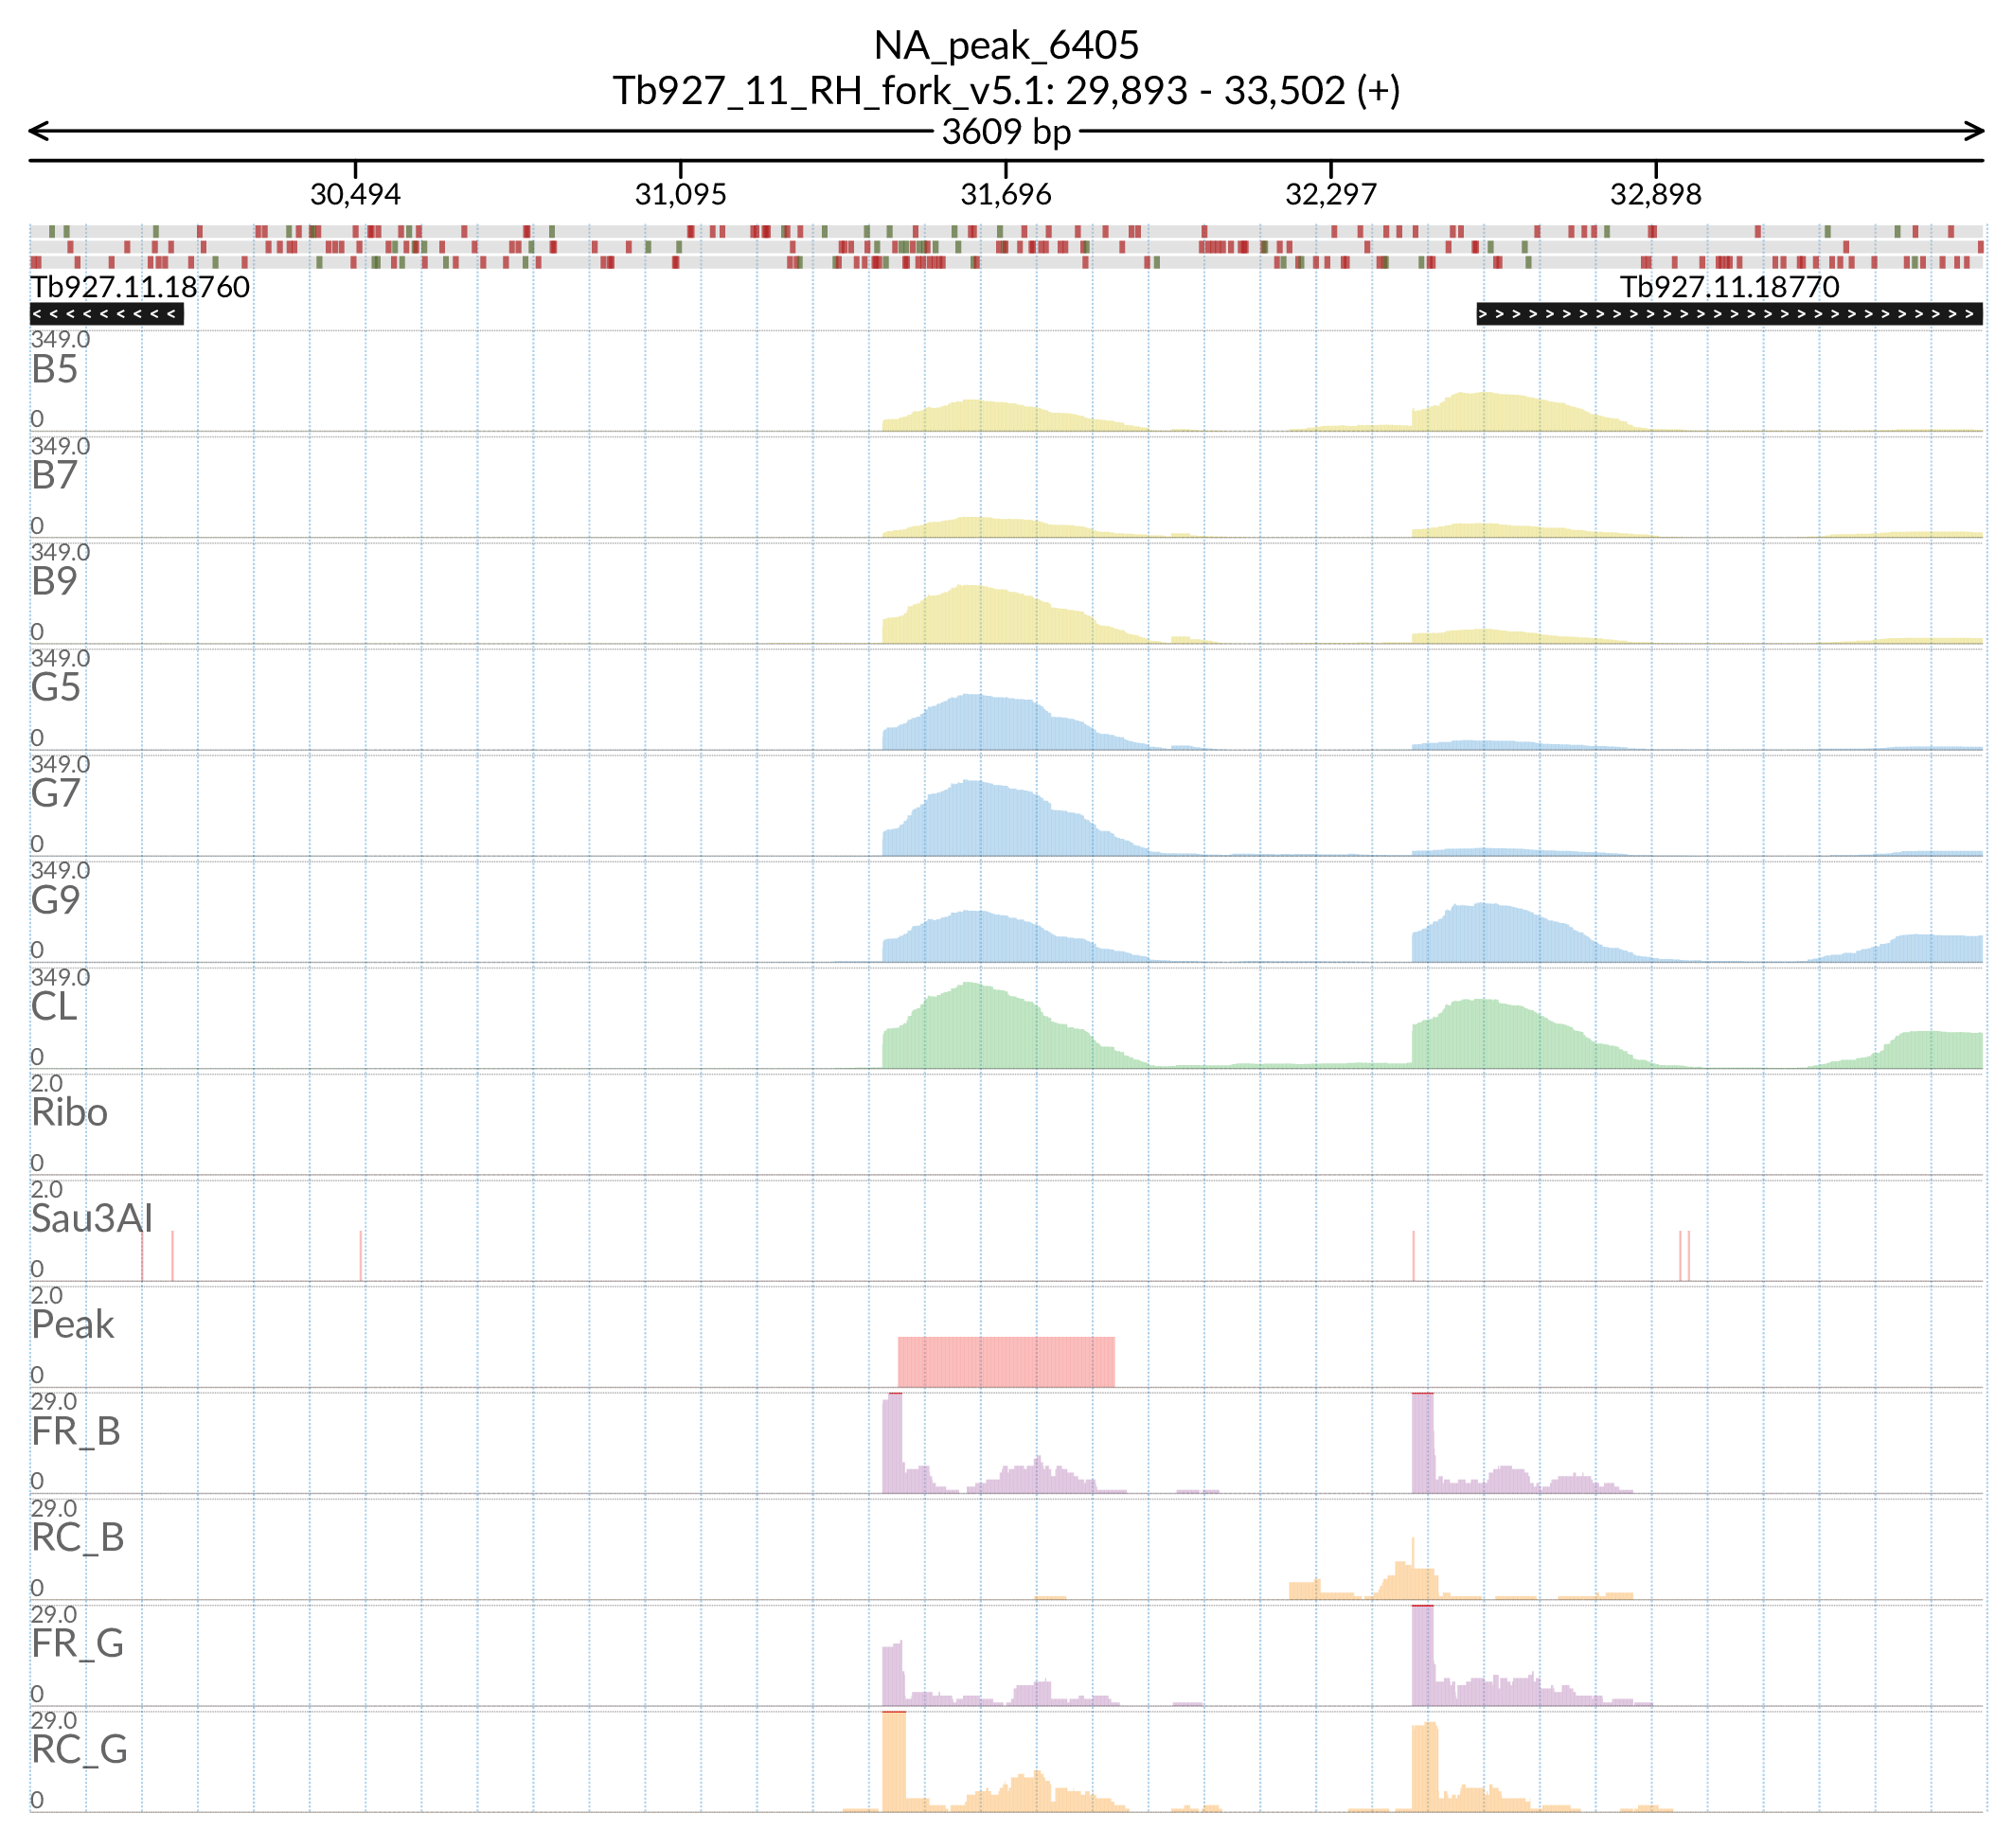 NA_peak_6405
Tb927_11_RH_fork_v5.1: 29,893 - 33,502 (+)
3609 bp
30,494 31,095 31,696 32,297 32,898
Tb927.11.18760 Tb927.11.18770
349.0
B5
0
349.0
B7
0
349.0
B9
0
349.0
G5
0
349.0
G7
0
349.0
G9
0
349.0
CL
0
2.0
Ribo
0
2.0
Sau3AI
0
2.0
Peak
0
29.0
FR_B
0
29.0
RC_B
0
29.0
FR_G
0
29.0
RC_G
0